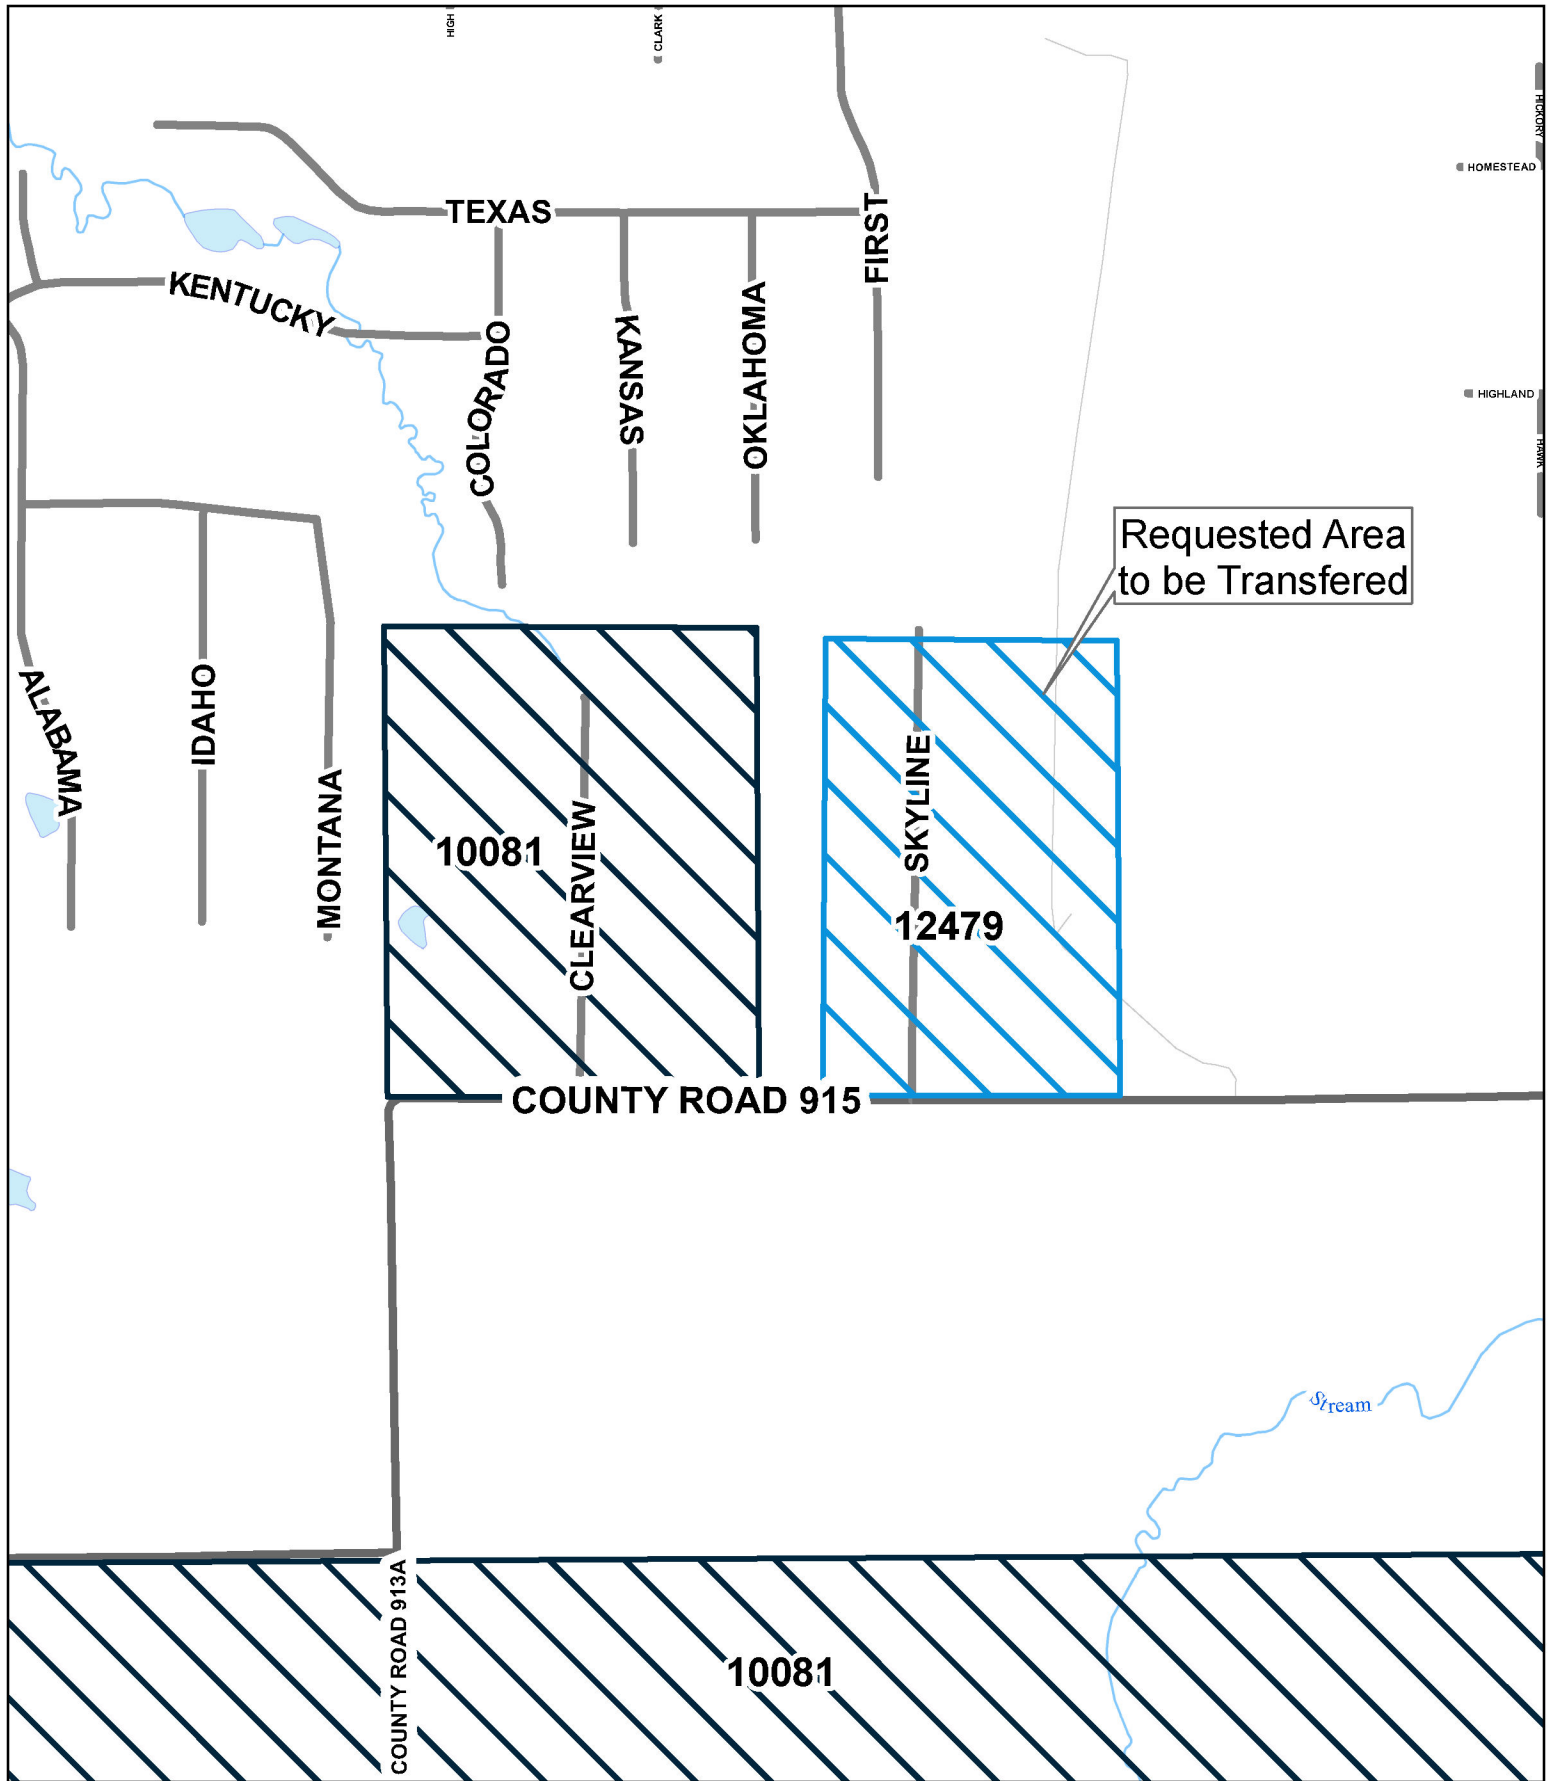 HIGH
CLARK
HICKORY
HOMESTEAD
TEXAS
FIRST
KENTUCKY
COLORADO
KANSAS
OKLAHOMA
HIGHLAND
HAWK
Requested Area
to be Transfered
ALABAMA
IDAHO
MONTANA
10081
CLEARVIEW
SKYLINE
12479
COUNTY ROAD 915
Stream
COUNTY ROAD 913A
10081